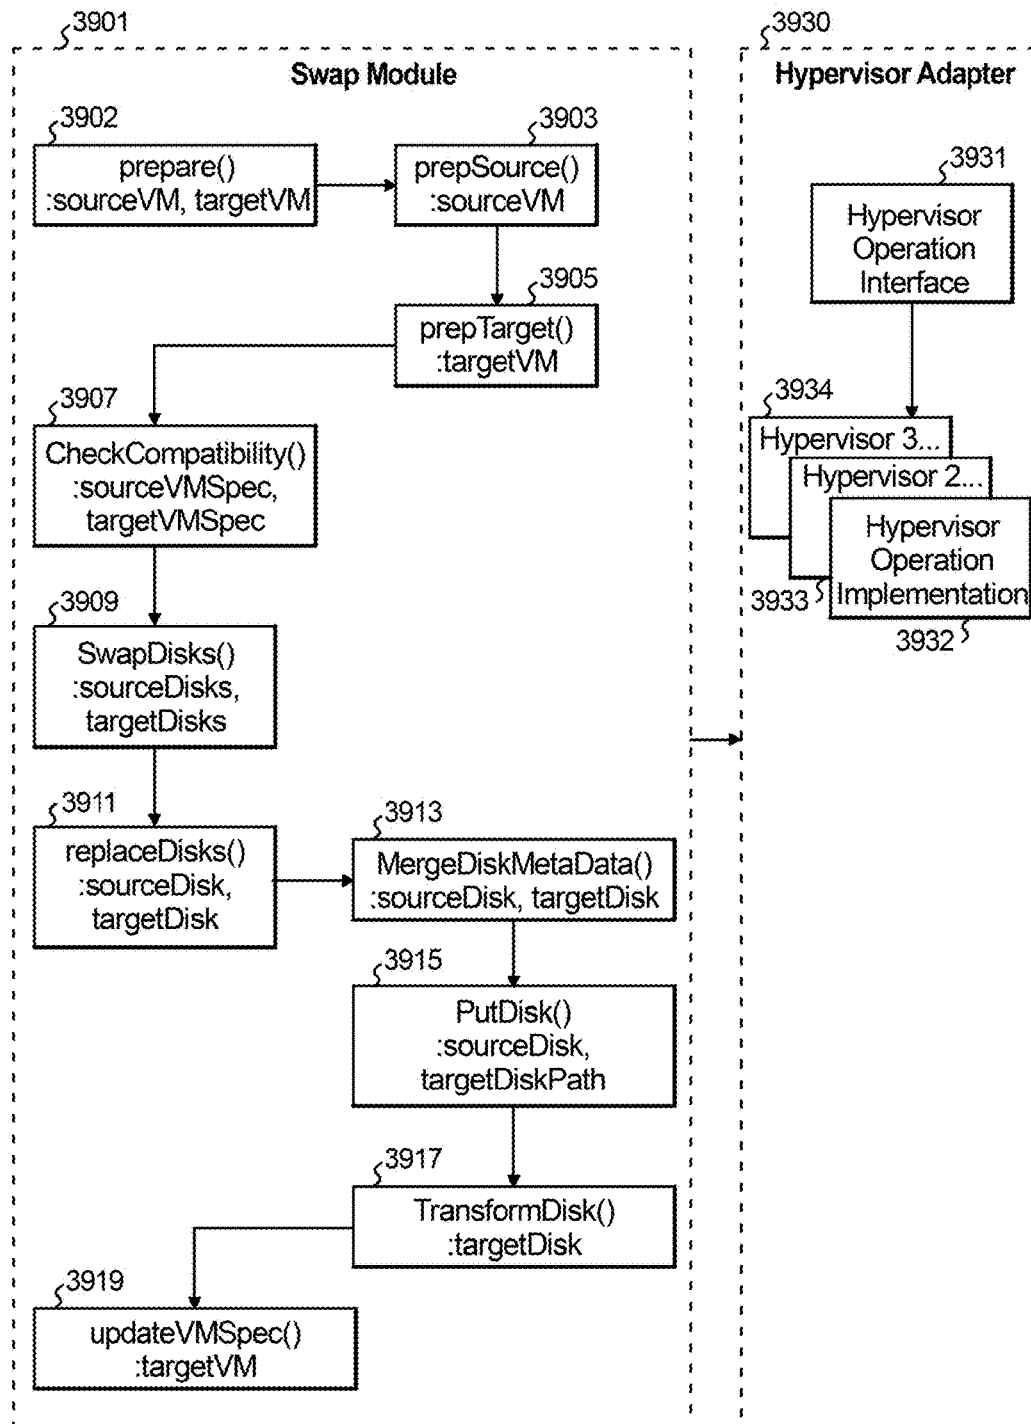 3901
Swap Module
3902
prepare()
:sourceVM, targetVM
3903
prepSource()
:sourceVM
3905
prepTarget()
:targetVM
3907
CheckCompatibility()
:sourceVMSpec,
targetVMSpec
3909
SwapDisks()
:sourceDisks,
targetDisks
3911
replaceDisks()
:sourceDisk,
targetDisk
3913
MergeDiskMetaData()
:sourceDisk, targetDisk
3915
PutDisk()
:sourceDisk,
targetDiskPath
3917
TransformDisk()
:targetDisk
3919
updateVMSpec()
:targetVM
3930
Hypervisor Adapter
3931
Hypervisor
Operation
Interface
3934
Hypervisor 3...
Hypervisor 2...
Hypervisor
Operation
Implementation
3933
3932